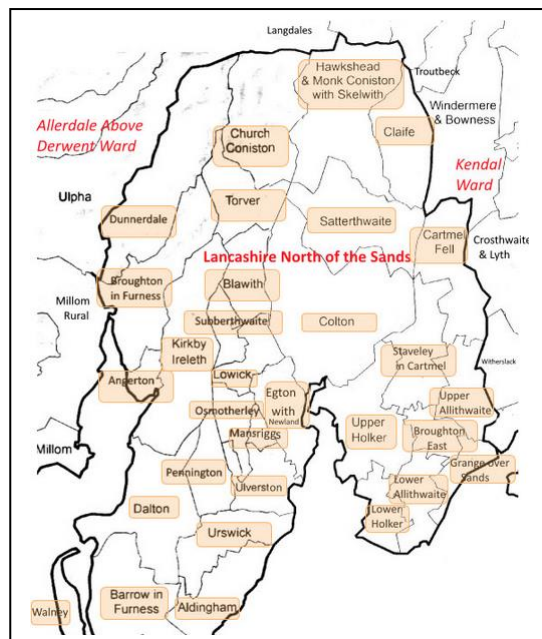 Langdales
Hawkshead
& Monk Coniston
with Skelwith
Troutbeck
Windermere
& Bowness
Allerdale Above
Derwent Ward
Church
Coniston
Claife
Kendal
Ward
Ulpha
Dunnerdale
Torver
Satterthwaite
Cartmel
Fell
Crosthwaite
& Lyth
Lancashire North of the Sands
Broughton
in Furness
Blawith
Millom
Rural
Subberthwaite
Colton
Kirkby
Ireleth
Staveley
in Cartmel
Witherslack
Angerton
Lowick
Egton
with
Newland
Upper
Allithwaite
Osmotherley
Upper
Holker
Broughton
East
Mansriggs
Millom
Pennington
Grange over
Sands
Ulverston
Lower
Allithwaite
Dalton
Lower
Holker
Urswick
Walney
Barrow in
Furness
Aldingham